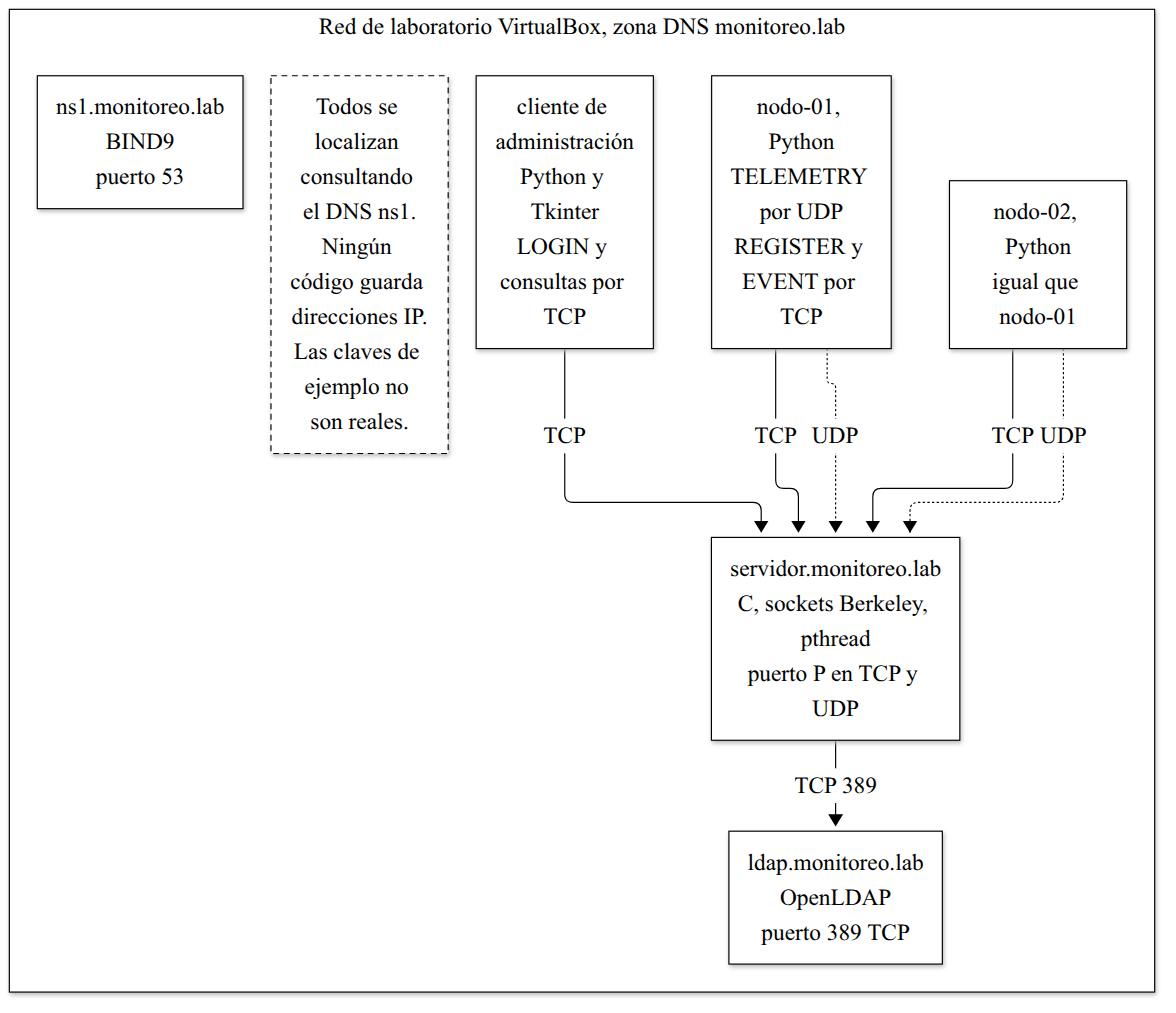 Red de laboratorio VirtualBox, zona DNS monitoreo.lab
ns1.monitoreo.lab
BIND9
puerto 53
Todos se
localizan
consultando
el DNS ns1.
Ningún
código guarda
direcciones IP.
Las claves de
ejemplo no
son reales.
cliente de
administración
Python y
Tkinter
LOGIN y
consultas por
TCP
nodo-01,
Python
TELEMETRY
por UDP
REGISTER y
EVENT por
TCP
nodo-02,
Python
igual que
nodo-01
TCP
TCP
UDP
TCP
UDP
servidor.monitoreo.lab
C, sockets Berkeley,
pthread
puerto P en TCP y
UDP
TCP 389
ldap.monitoreo.lab
OpenLDAP
puerto 389 TCP